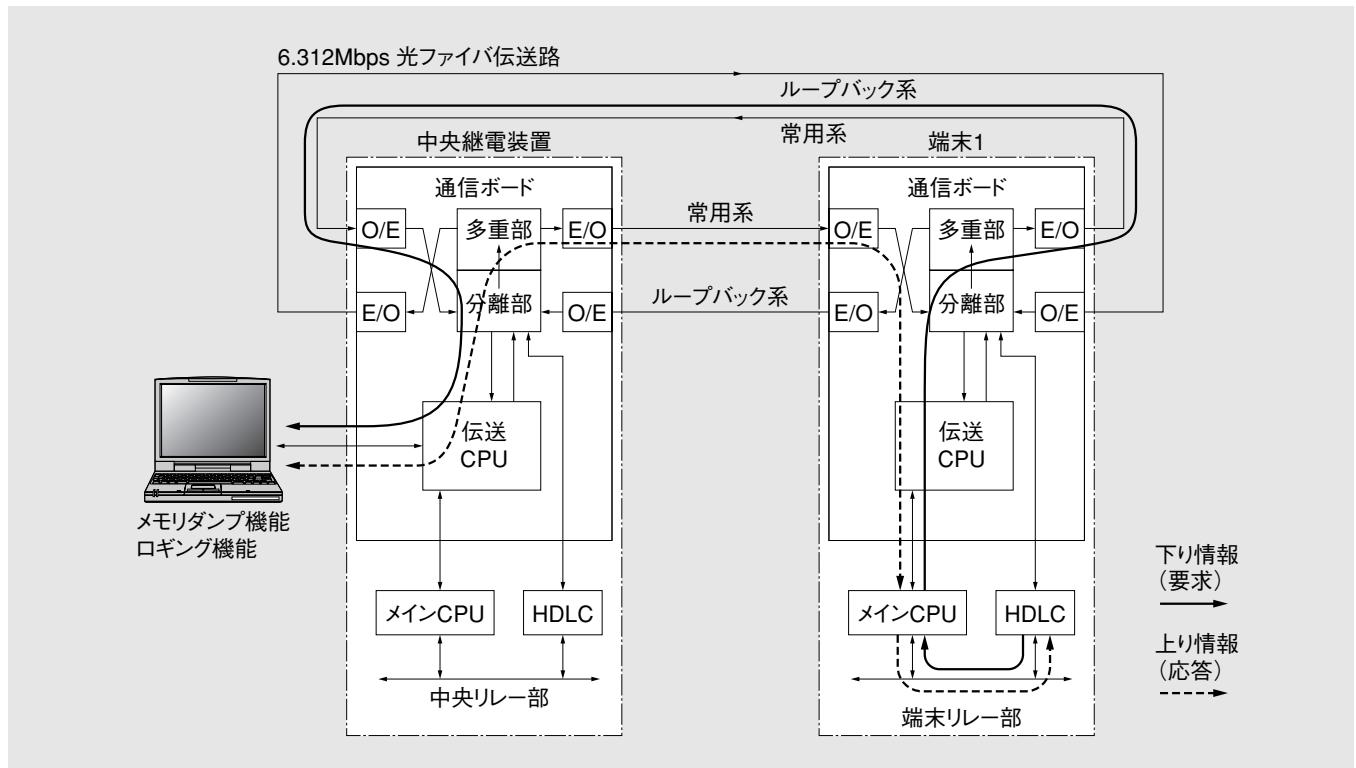 6.312Mbps 光ファイバ伝送路
ループバック系
常用系
中央継電装置
端末1
通信ボード
通信ボード
O/E
多重部
E/O
常用系
O/E
多重部
E/O
E/O
分離部
O/E
ループバック系
E/O
分離部
O/E
伝送
CPU
伝送
CPU
メモリダンプ機能
ロギング機能
メインCPU
HDLC
メインCPU
HDLC
中央リレー部
端末リレー部
下り情報
（要求）
上り情報
（応答）